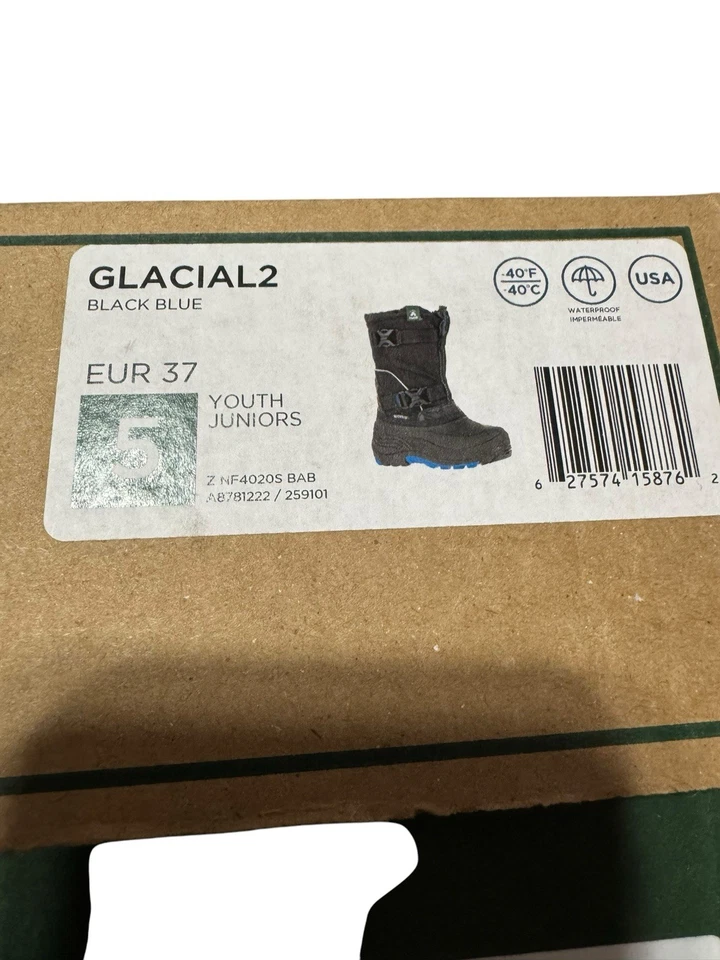 GLACIAL2
BLACK BLUE
-40°F
-40°C
WATERPROOF
IMPERMÉABLE
USA
EUR 37
5
YOUTH
JUNIORS
Z NF4020S BAB
A8781222 / 259101
6 27574 15876 2